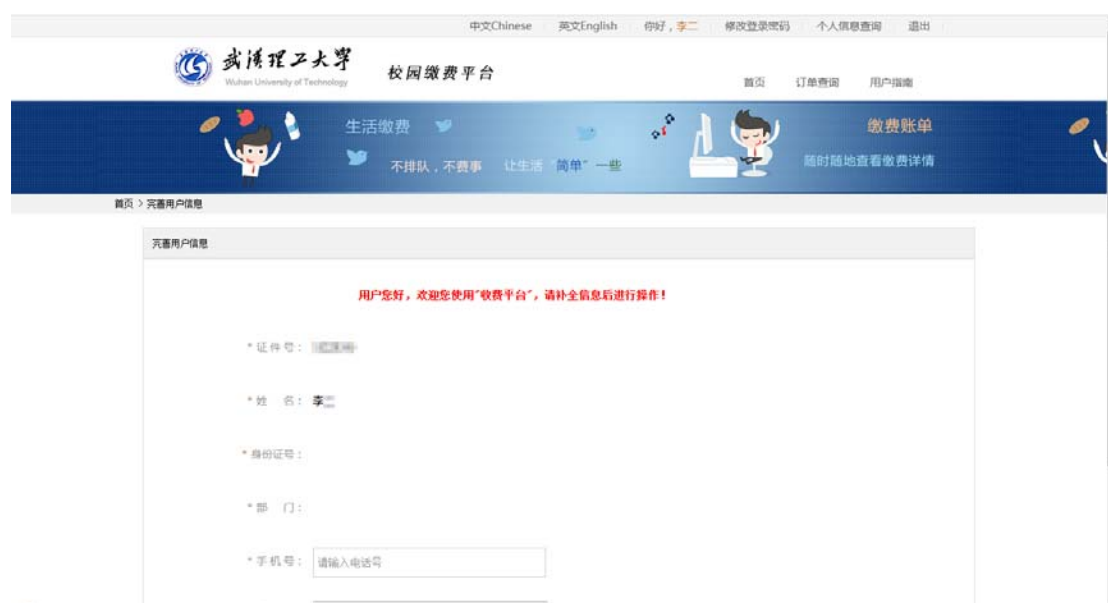 中文Chinese 英文English 你好，李二 修改登录密码 个人信息查询 退出
武汉理工大学 校园缴费平台
Wuhan University of Technology
首页 订单查询 用户指南
生活缴费
不排队，不费事 让生活"简单"一些
缴费账单
随时随地查看缴费详情
首页 > 完善用户信息
完善用户信息
用户您好，欢迎您使用"收费平台"，请补全信息后进行操作！
* 证 件 号：
* 姓 名： 李
* 身份证号：
* 部 门：
* 手 机 号： 请输入电话号